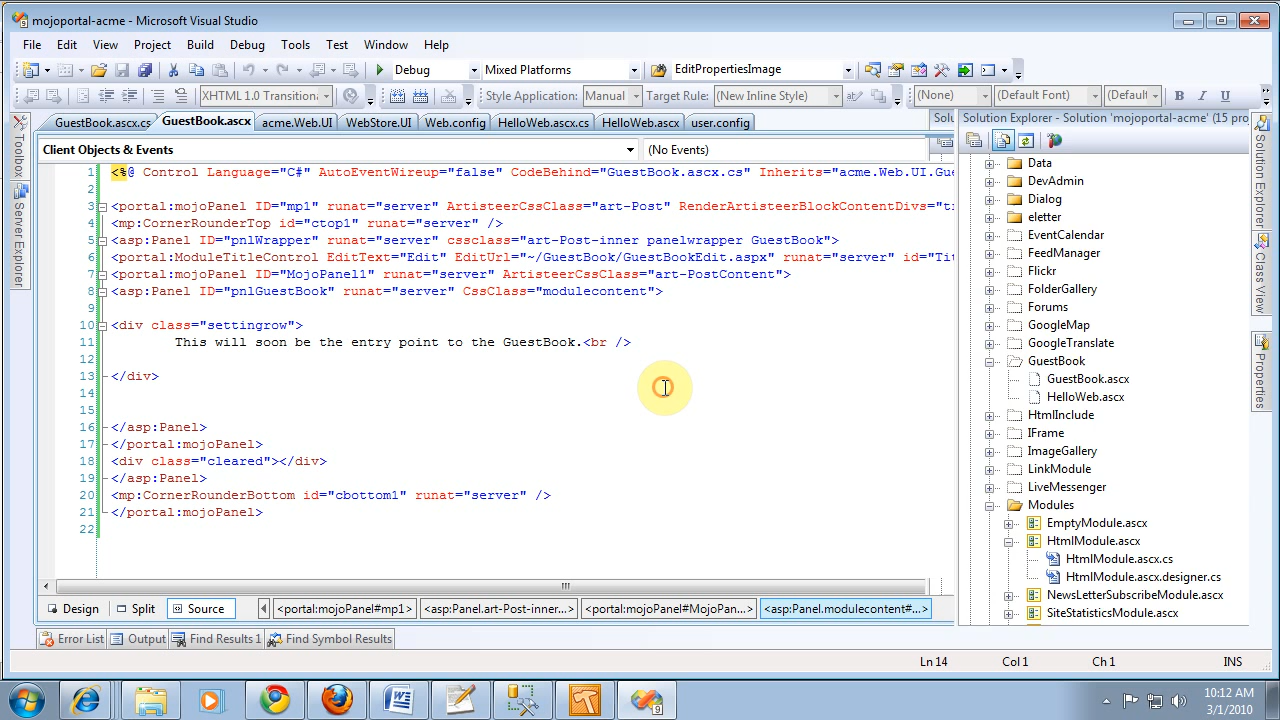 mojoportal-acme - Microsoft Visual Studio
File Edit View Project Build Debug Tools Test Window Help
Debug Mixed Platforms EditPropertiesImage
XHTML 1.0 Transitiona Style Application: Manual Target Rule: (New Inline Style) (None) (Default Font) (Default B I U
GuestBook.ascx.cs GuestBook.ascx acme.Web.UI WebStore.UI Web.config HelloWeb.ascx.cs HelloWeb.ascx user.config
Client Objects & Events (No Events)
1 <%@ Control Language="C#" AutoEventWireup="false" CodeBehind="GuestBook.ascx.cs" Inherits="acme.Web.UI.Gue
2
3 <portal:mojoPanel ID="mp1" runat="server" ArtisteerCssClass="art-Post" RenderArtisteerBlockContentDivs="t
4 <mp:CornerRounderTop id="ctop1" runat="server" />
5 <asp:Panel ID="pnlWrapper" runat="server" cssclass="art-Post-inner panelwrapper GuestBook">
6 <portal:ModuleTitleControl EditText="Edit" EditUrl="~/GuestBook/GuestBookEdit.aspx" runat="server" id="Tit
7 <portal:mojoPanel ID="MojoPanel1" runat="server" ArtisteerCssClass="art-PostContent">
8 <asp:Panel ID="pnlGuestBook" runat="server" CssClass="modulecontent">
9
10 <div class="settingrow">
11 This will soon be the entry point to the GuestBook.<br />
12
13 </div>
14
15
16 </asp:Panel>
17 </portal:mojoPanel>
18 <div class="cleared"></div>
19 </asp:Panel>
20 <mp:CornerRounderBottom id="cbottom1" runat="server" />
21 </portal:mojoPanel>
22
Design Split Source <portal:mojoPanel#mp1> <asp:Panel.art-Post-inner...> <portal:mojoPanel#MojoPan...> <asp:Panel.modulecontent#...>
Error List Output Find Results 1 Find Symbol Results
Ln 14 Col 1 Ch 1 INS
Toolbox
Server Explorer
Solu
Solution Explorer - Solution 'mojoportal-acme' (15 pro
Data
DevAdmin
Dialog
eletter
EventCalendar
FeedManager
Flickr
FolderGallery
Forums
GoogleMap
GoogleTranslate
GuestBook
GuestBook.ascx
HelloWeb.ascx
HtmlInclude
IFrame
ImageGallery
LinkModule
LiveMessenger
Modules
EmptyModule.ascx
HtmlModule.ascx
HtmlModule.ascx.cs
HtmlModule.ascx.designer.cs
NewsLetterSubscribeModule.ascx
SiteStatisticsModule.ascx
Solution Explorer
Class View
Properties
10:12 AM
3/1/2010